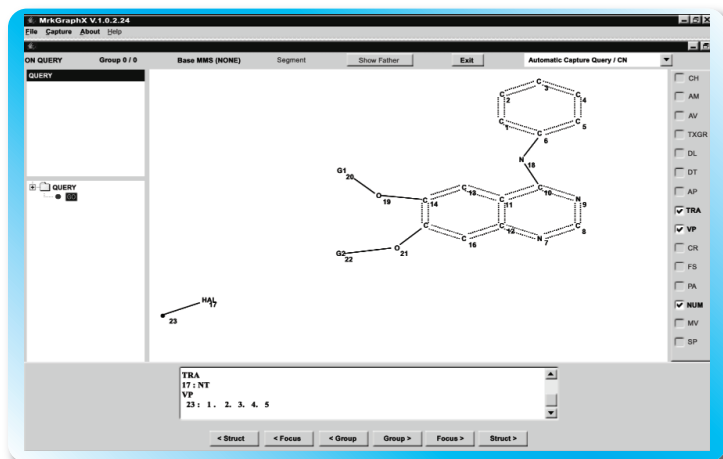 MrkGraphX V.1.0.2.24
File Capture About Help
ON QUERY Group 0 / 0 Base MMS (NONE) Segment Show Father Exit Automatic Capture Query / CN
QUERY
QUERY
CH
AM
AV
TXGR
DL
DT
AP
TRA
VP
CR
FS
PA
NUM
MV
SP
C
3
C
2
C
4
C
1
C
5
C
6
N
18
G1
20
O
19
C
14
C
13
C
11
C
10
N
9
C
8
N
7
C
12
C
16
C
O
21
G2
22
HAL
17
23
TRA
17 : NT
VP
23 : 1 . 2. 3. 4. 5
< Struct < Focus < Group Group > Focus > Struct >